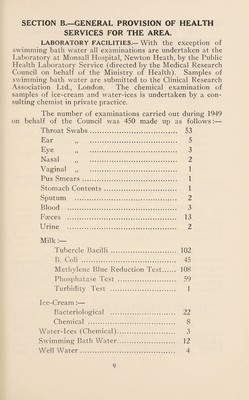 SECTION B.—GENERAL PROVISION OF HEALTH
SERVICES FOR THE AREA.
LABORATORY FACILITIES.—With the exception of
swimming bath water all examinations are undertaken at the
Laboratory at Monsall Hospital, Newton Heath, by the Public
Health Laboratory Service (directed by the Medical Research
Council on behalf of the Ministry of Health). Samples of
swimming bath water are submitted to the Clinical Research
Association Ltd., London. The chemical examination of
samples of ice-cream and water-ices is undertaken by a con-
sulting chemist in private practice.
The number of examinations carried out during 1949
on behalf of the Council was 450 made up as follows:—
Throat Swabs ................................ 53
Ear „ ................................ 5
Eye „ ................................ 3
Nasal „ ................................ 2
Vaginal „ ................................ 1
Pus Smears ................................ 1
Stomach Contents ................................ 1
Sputum ................................ 2
Blood ................................ 3
Fæces ................................ 13
Urine ................................ 2
Milk:—
Tubercle Bacilli ........................ 102
B. Coli ........................ 45
Methylene Blue Reduction Test...... 108
Phosphatase Test ................ 59
Turbidity Test ........................ 1
Ice-Cream:—
Bacteriological ........................ 22
Chemical ........................ 8
Water-Ices (Chemical)........................ 3
Swimming Bath Water........................ 12
Well Water ................................ 4
9